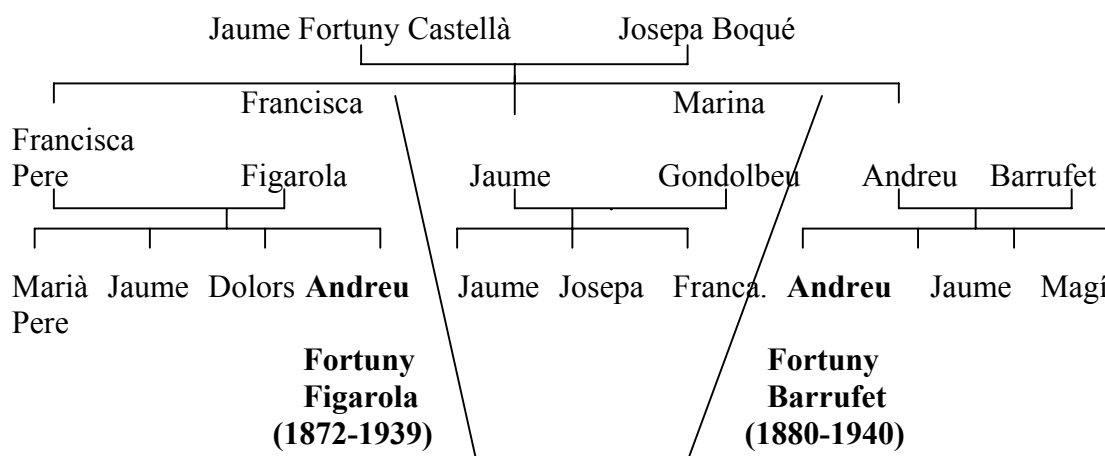 Jaume Fortuny Castellà Josepa Boqué
Francisca Marina
Francisca
Pere Figarola Jaume Gondolbeu Andreu Barrufet
Marià Jaume Dolors Andreu Jaume Josepa Franca. Andreu Jaume Magí
Pere
Fortuny Fortuny
Figarola Barrufet
(1872-1939) (1880-1940)